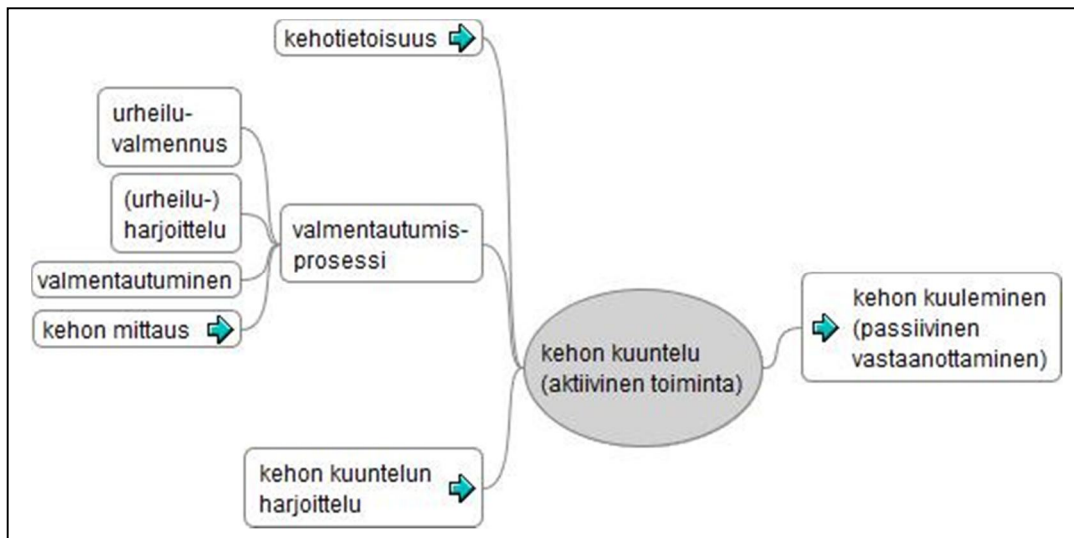 kehotietoisuus
urheilu-
valmennus
(urheilu-)
harjoittelu
valmentautuminen
kehon mittaus
valmentautumis-
prosessi
kehon kuuntelun
harjoittelu
kehon kuuntelu
(aktiivinen toiminta)
kehon kuuleminen
(passiivinen
vastaanottaminen)